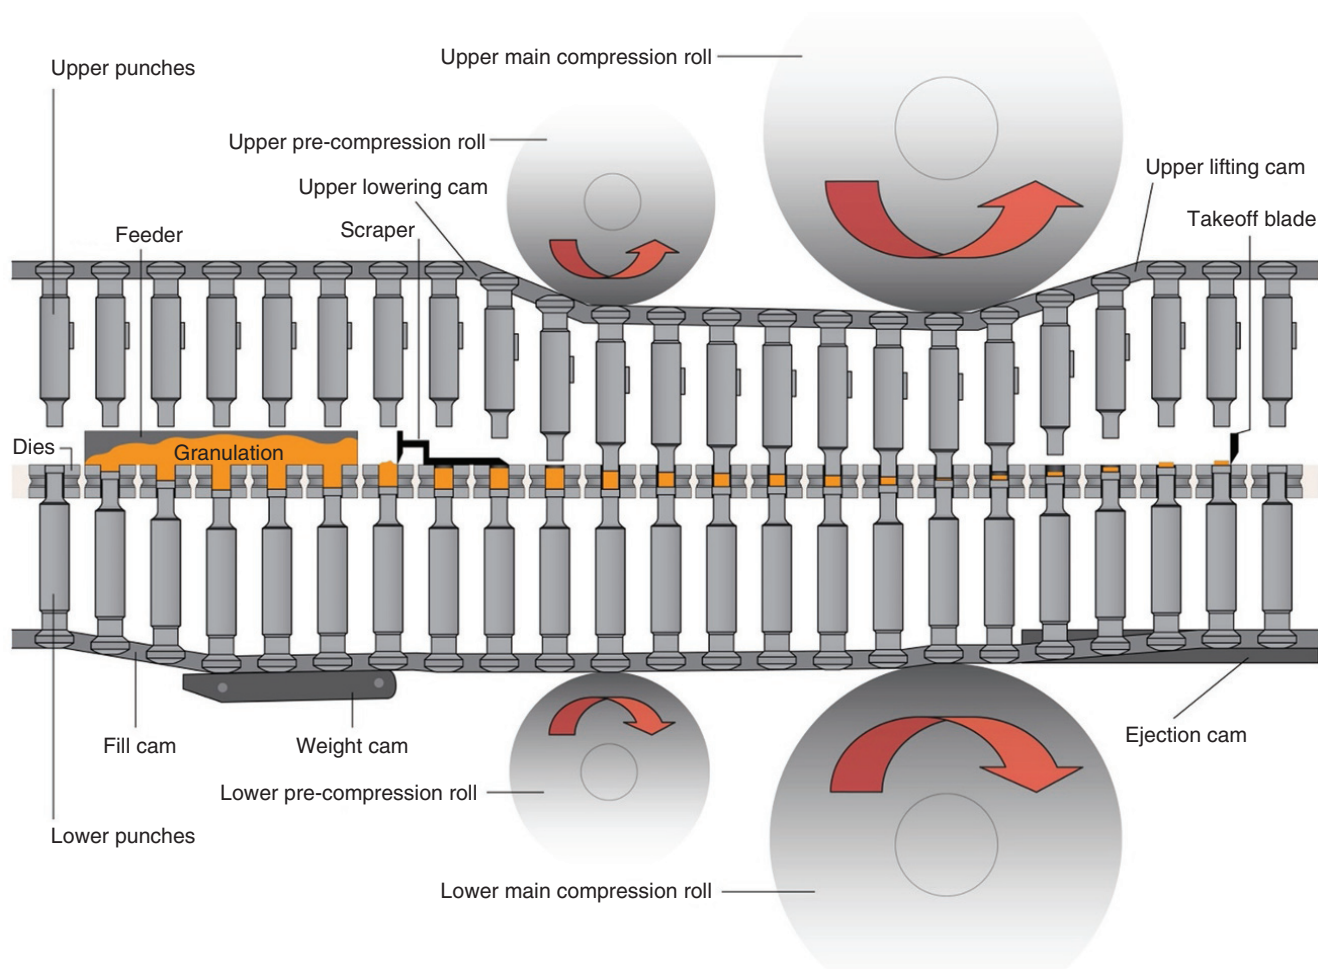 Upper main compression roll
Upper punches
Upper pre-compression roll
Upper lifting cam
Upper lowering cam
Takeoff blade
Scraper
Feeder
Dies
Granulation
Ejection cam
Fill cam
Weight cam
Lower pre-compression roll
Lower punches
Lower main compression roll